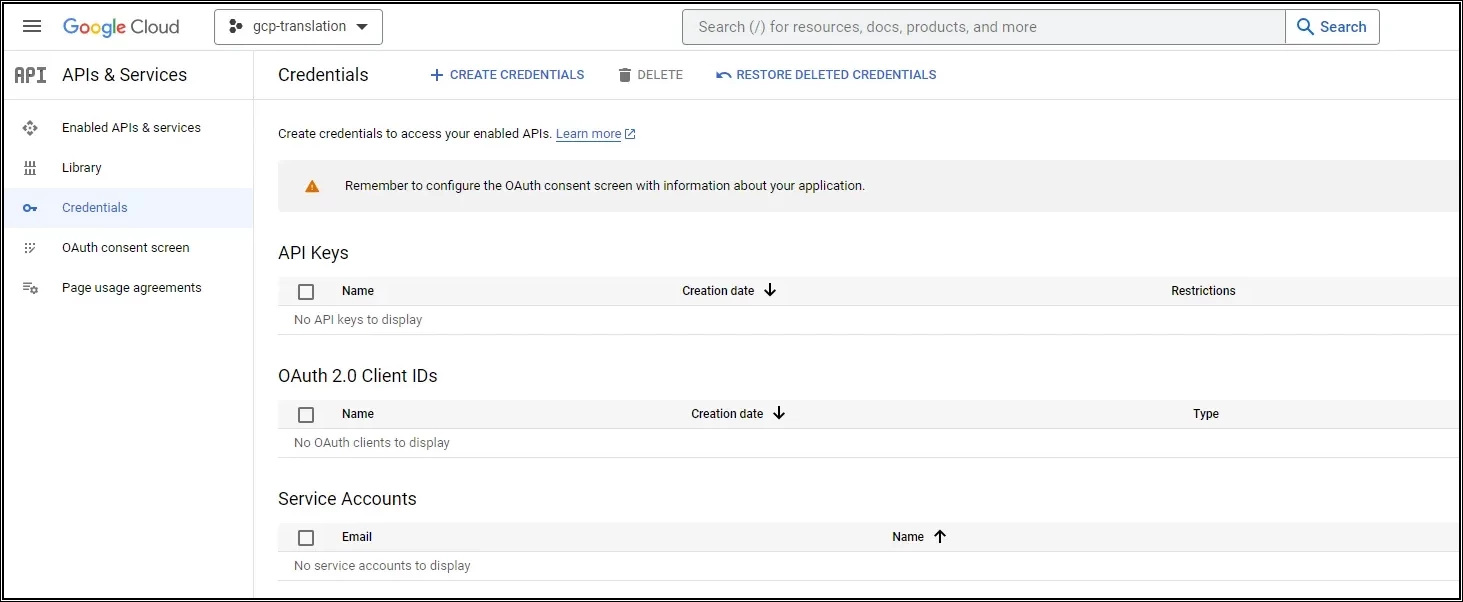 Google Cloud
gcp-translation
Search (/) for resources, docs, products, and more
Search
API
APIs & Services
Credentials
CREATE CREDENTIALS
DELETE
RESTORE DELETED CREDENTIALS
Enabled APIs & services
Library
Credentials
OAuth consent screen
Page usage agreements
Create credentials to access your enabled APIs. Learn more
Remember to configure the OAuth consent screen with information about your application.
API Keys
Name Creation date Restrictions
No API keys to display
OAuth 2.0 Client IDs
Name Creation date Type
No OAuth clients to display
Service Accounts
Email Name
No service accounts to display